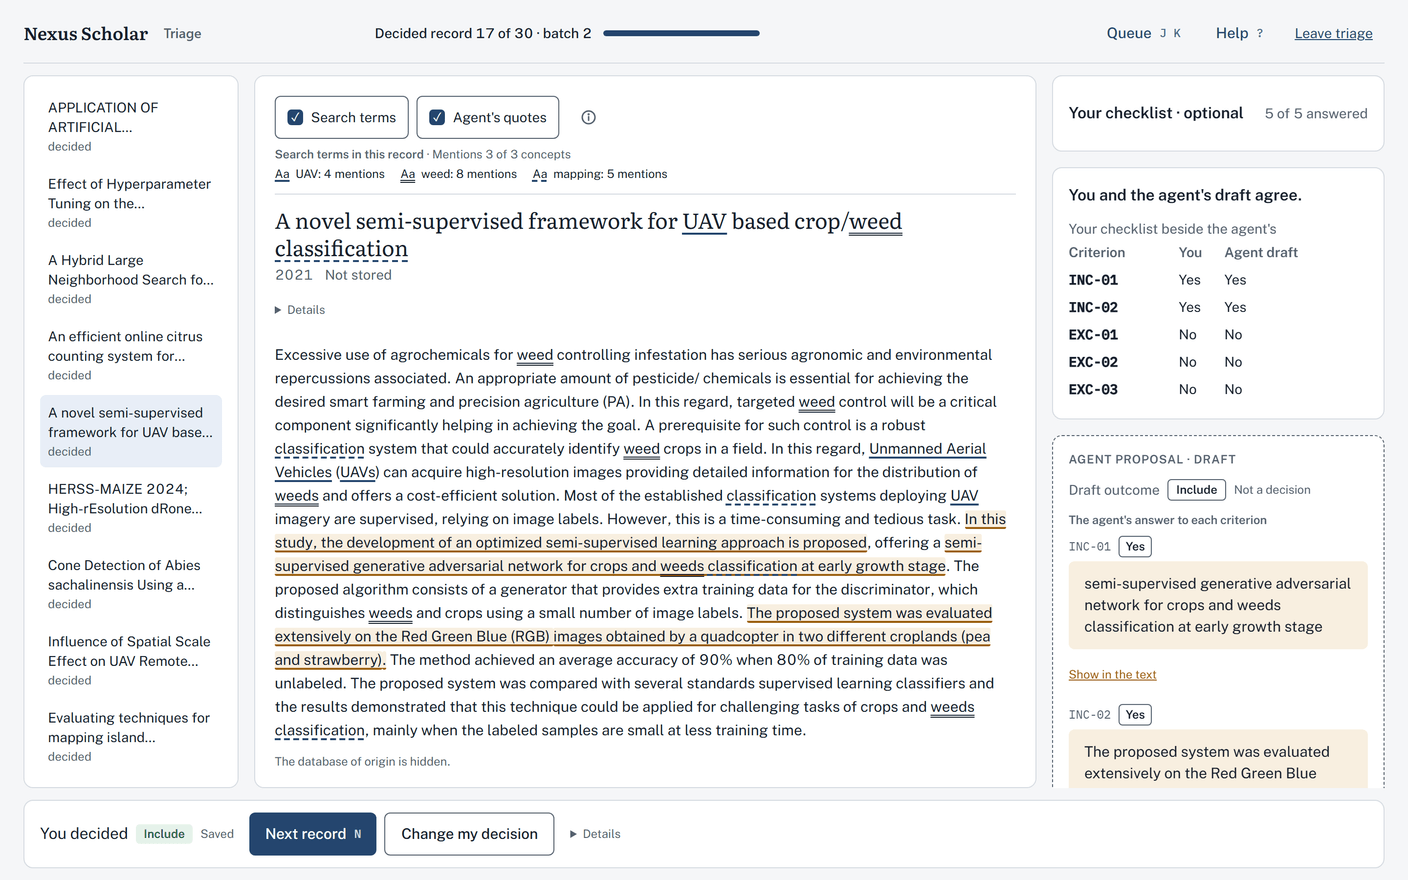 Nexus Scholar Triage
Decided record 17 of 30 · batch 2
Queue J K Help ? Leave triage
APPLICATION OF
ARTIFICIAL...
decided
Effect of Hyperparameter
Tuning on the...
decided
A Hybrid Large
Neighborhood Search fo...
decided
An efficient online citrus
counting system for...
decided
A novel semi-supervised
framework for UAV base...
decided
HERSS-MAIZE 2024;
High-rEsolution dRone...
decided
Cone Detection of Abies
sachalinensis Using a...
decided
Influence of Spatial Scale
Effect on UAV Remote...
decided
Evaluating techniques for
mapping island...
decided
Search terms Agent's quotes
Search terms in this record · Mentions 3 of 3 concepts
Aa UAV: 4 mentions Aa weed: 8 mentions Aa mapping: 5 mentions
A novel semi-supervised framework for UAV based crop/weed
classification
2021 Not stored
Details
Excessive use of agrochemicals for weed controlling infestation has serious agronomic and environmental
repercussions associated. An appropriate amount of pesticide/ chemicals is essential for achieving the
desired smart farming and precision agriculture (PA). In this regard, targeted weed control will be a critical
component significantly helping in achieving the goal. A prerequisite for such control is a robust
classification system that could accurately identify weed crops in a field. In this regard, Unmanned Aerial
Vehicles (UAVs) can acquire high-resolution images providing detailed information for the distribution of
weeds and offers a cost-efficient solution. Most of the established classification systems deploying UAV
imagery are supervised, relying on image labels. However, this is a time-consuming and tedious task. In this
study, the development of an optimized semi-supervised learning approach is proposed, offering a semi-
supervised generative adversarial network for crops and weeds classification at early growth stage. The
proposed algorithm consists of a generator that provides extra training data for the discriminator, which
distinguishes weeds and crops using a small number of image labels. The proposed system was evaluated
extensively on the Red Green Blue (RGB) images obtained by a quadcopter in two different croplands (pea
and strawberry). The method achieved an average accuracy of 90% when 80% of training data was
unlabeled. The proposed system was compared with several standards supervised learning classifiers and
the results demonstrated that this technique could be applied for challenging tasks of crops and weeds
classification, mainly when the labeled samples are small at less training time.
The database of origin is hidden.
Your checklist · optional 5 of 5 answered
You and the agent's draft agree.
Your checklist beside the agent's
Criterion You Agent draft
INC-01 Yes Yes
INC-02 Yes Yes
EXC-01 No No
EXC-02 No No
EXC-03 No No
AGENT PROPOSAL · DRAFT
Draft outcome Include Not a decision
The agent's answer to each criterion
INC-01 Yes
semi-supervised generative adversarial
network for crops and weeds
classification at early growth stage
Show in the text
INC-02 Yes
The proposed system was evaluated
extensively on the Red Green Blue
You decided Include Saved Next record N Change my decision Details